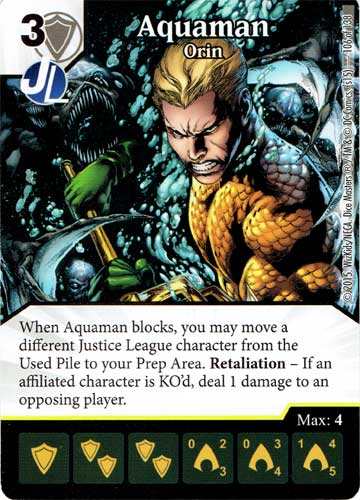 3
Aquaman
Orin
JL
When Aquaman blocks, you may move a
different Justice League character from the
Used Pile to your Prep Area. Retaliation – If an
affiliated character is KO’d, deal 1 damage to an
opposing player.
Max: 4
0 2 3
0 3 4
1 4 5